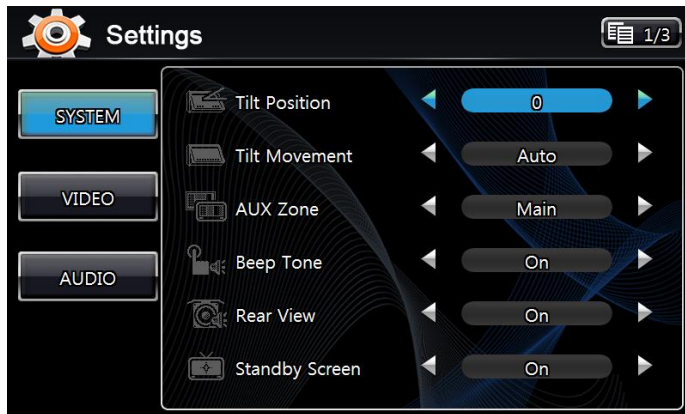 Settings
1/3
SYSTEM
VIDEO
AUDIO
Tilt Position 0
Tilt Movement Auto
AUX Zone Main
Beep Tone On
Rear View On
Standby Screen On